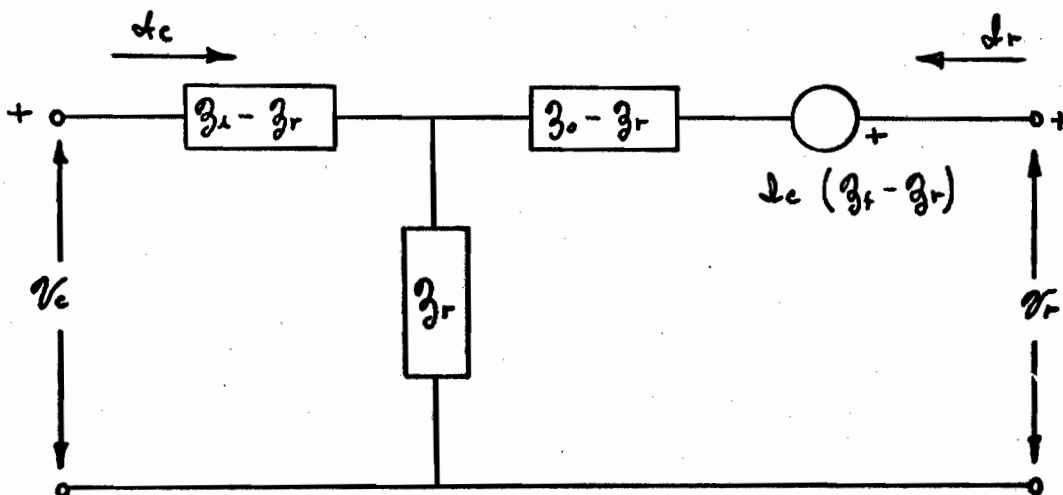 Ic
Ir
+
Zi - Zr
Zo - Zr
+
+
Ic (Zf - Zr)
Zr
Vc
Vr